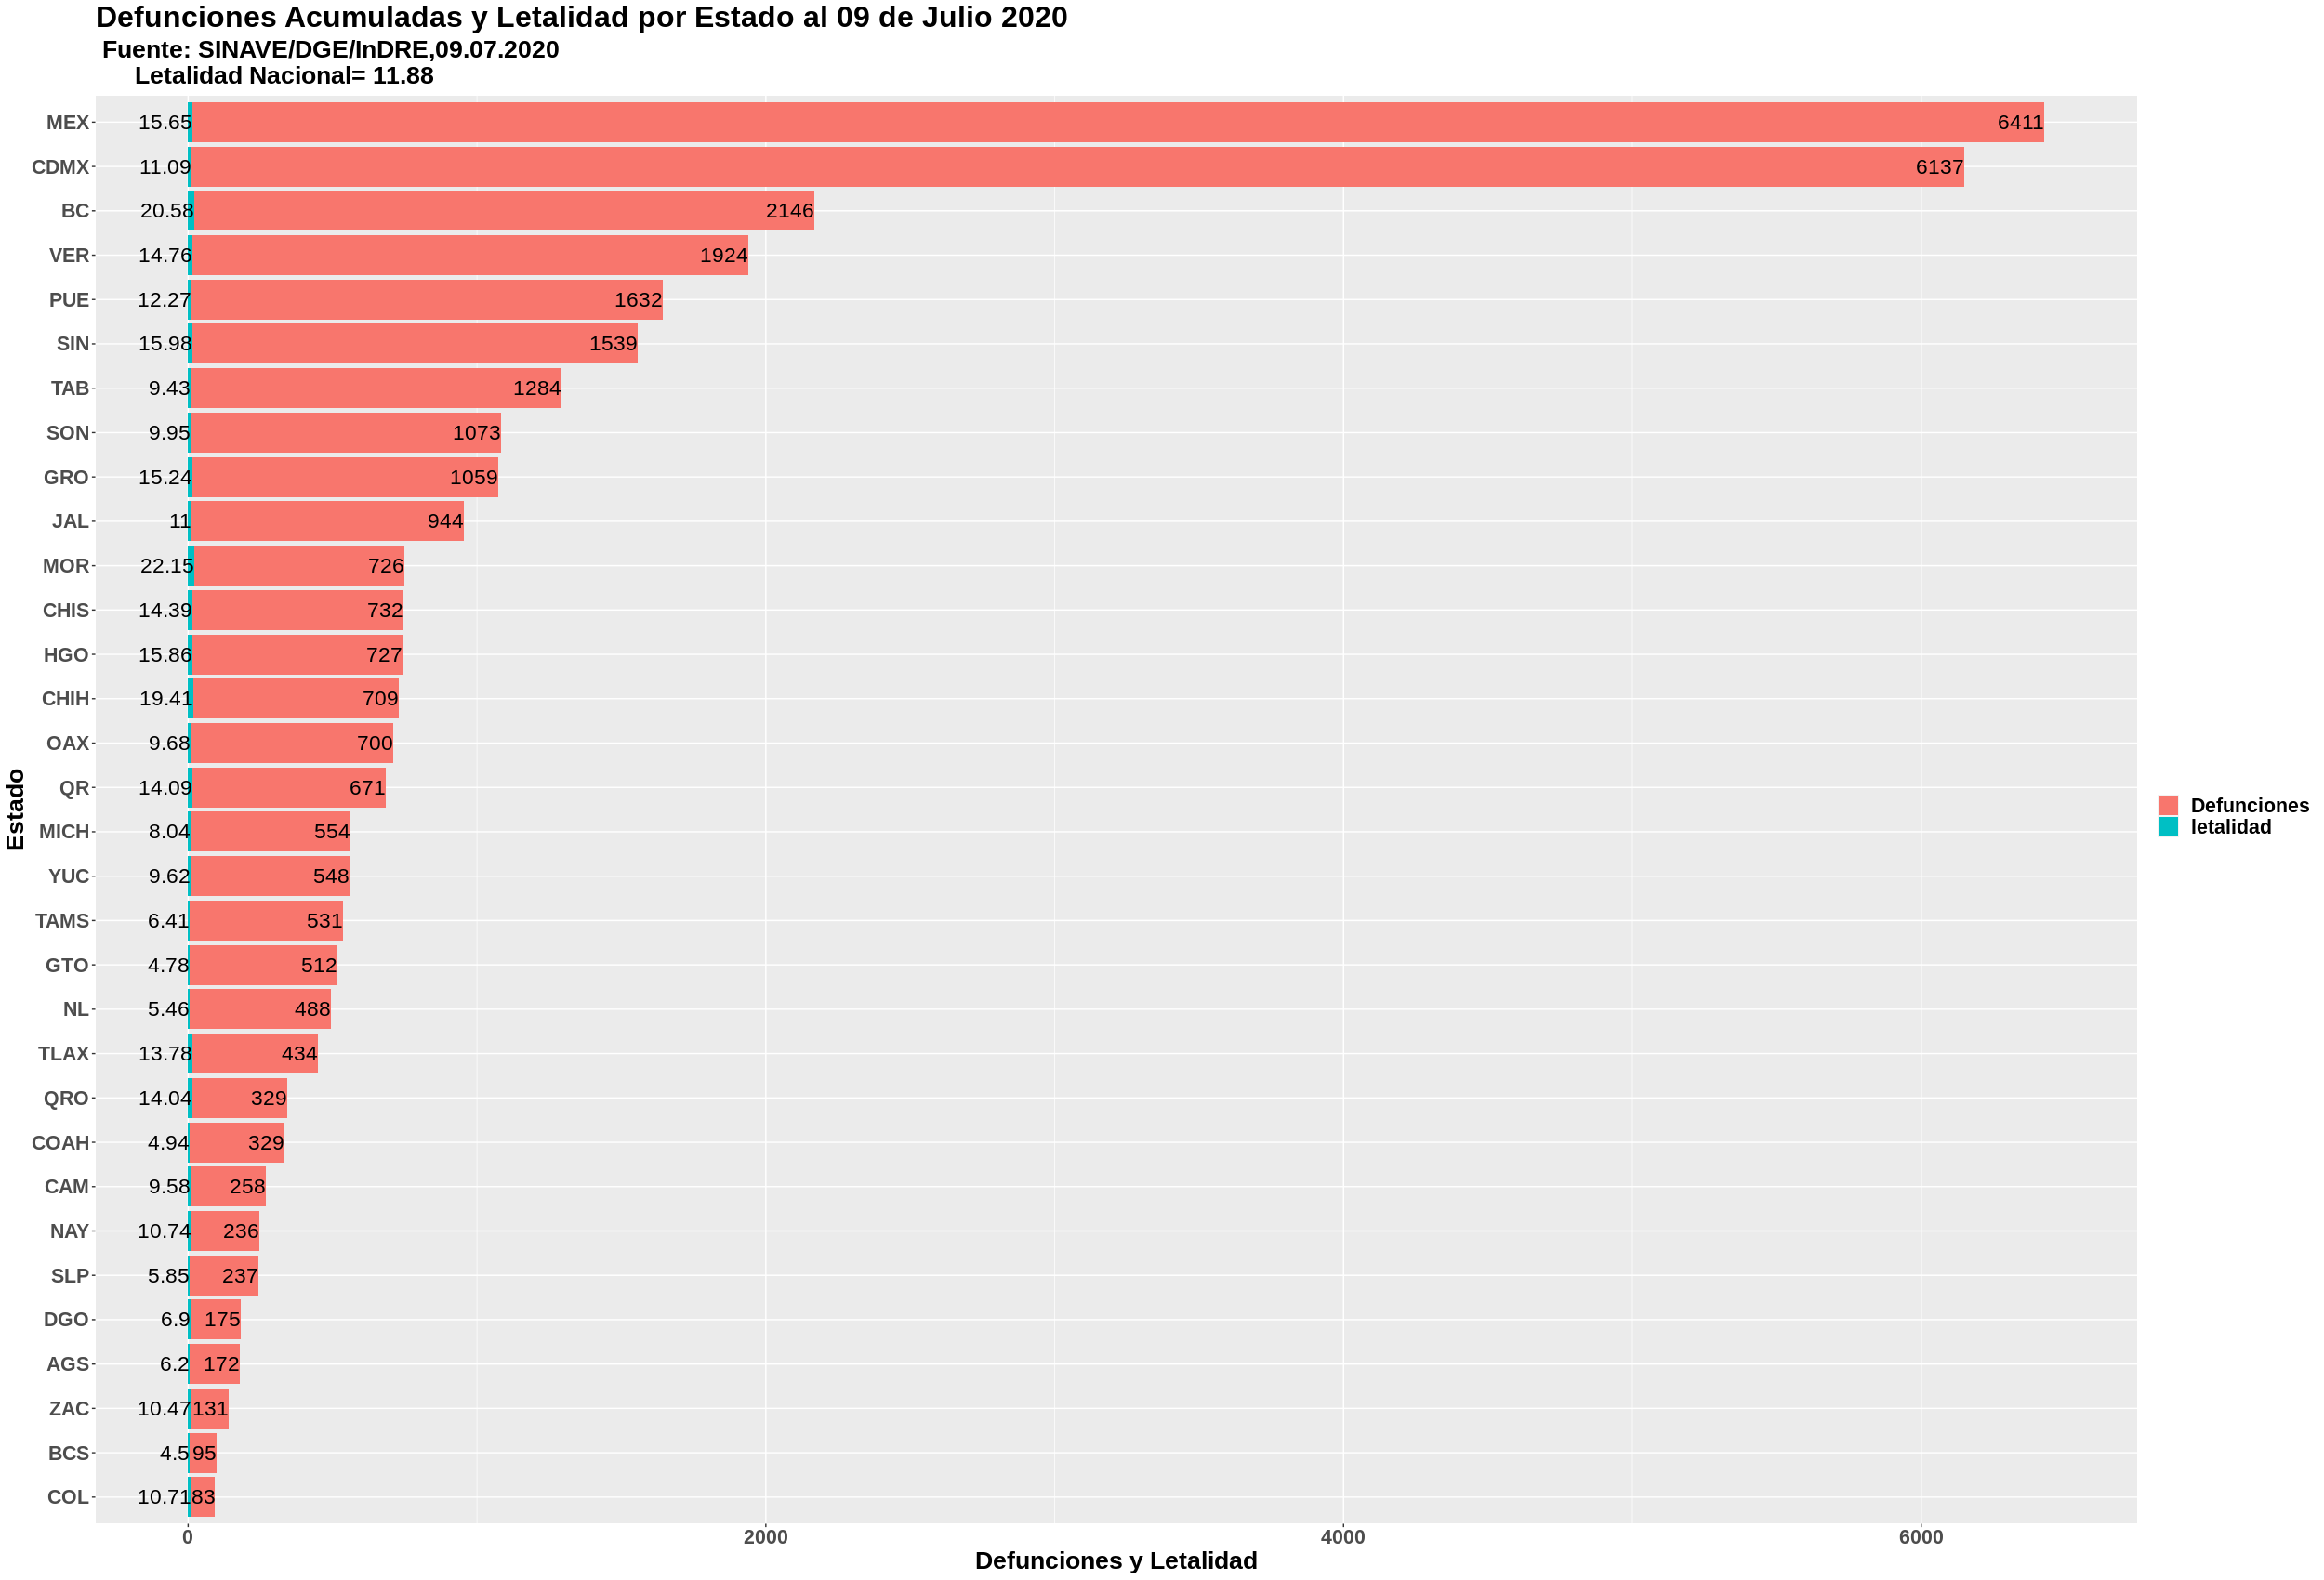 Defunciones Acumuladas y Letalidad por Estado al 09 de Julio 2020
Fuente: SINAVE/DGE/InDRE,09.07.2020
Letalidad Nacional= 11.88
MEX 15.65 6411
CDMX 11.09 6137
BC 20.58 2146
VER 14.76 1924
PUE 12.27 1632
SIN 15.98 1539
TAB 9.43 1284
SON 9.95 1073
GRO 15.24 1059
JAL 11 944
MOR 22.15 726
CHIS 14.39 732
HGO 15.86 727
CHIH 19.41 709
OAX 9.68 700
QR 14.09 671
MICH 8.04 554
YUC 9.62 548
TAMS 6.41 531
GTO 4.78 512
NL 5.46 488
TLAX 13.78 434
QRO 14.04 329
COAH 4.94 329
CAM 9.58 258
NAY 10.74 236
SLP 5.85 237
DGO 6.9 175
AGS 6.2 172
ZAC 10.47 131
BCS 4.5 95
COL 10.71 83
0 2000 4000 6000
Defunciones y Letalidad
Estado
Defunciones
letalidad